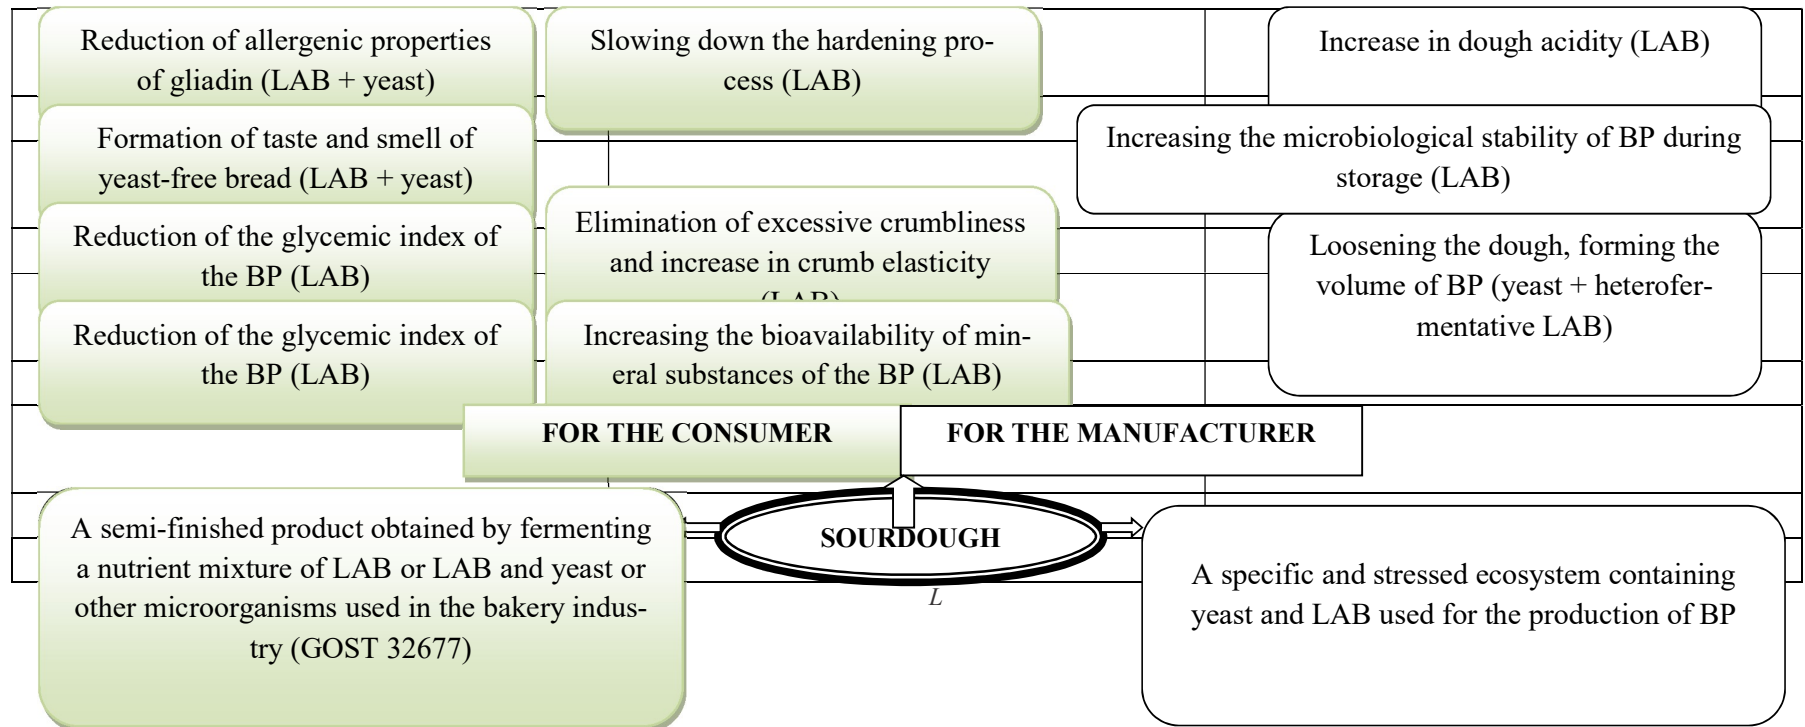 Reduction of allergenic properties
of gliadin (LAB + yeast)
Formation of taste and smell of
yeast-free bread (LAB + yeast)
Reduction of the glycemic index of
the BP (LAB)
Reduction of the glycemic index of
the BP (LAB)
Slowing down the hardening pro-
cess (LAB)
Elimination of excessive crumbliness
and increase in crumb elasticity
(LAB)
Increasing the bioavailability of min-
eral substances of the BP (LAB)
Increase in dough acidity (LAB)
Increasing the microbiological stability of BP during
storage (LAB)
Loosening the dough, forming the
volume of BP (yeast + heterofer-
mentative LAB)
FOR THE CONSUMER
FOR THE MANUFACTURER
A semi-finished product obtained by fermenting
a nutrient mixture of LAB or LAB and yeast or
other microorganisms used in the bakery indus-
try (GOST 32677)
SOURDOUGH
L
A specific and stressed ecosystem containing
yeast and LAB used for the production of BP